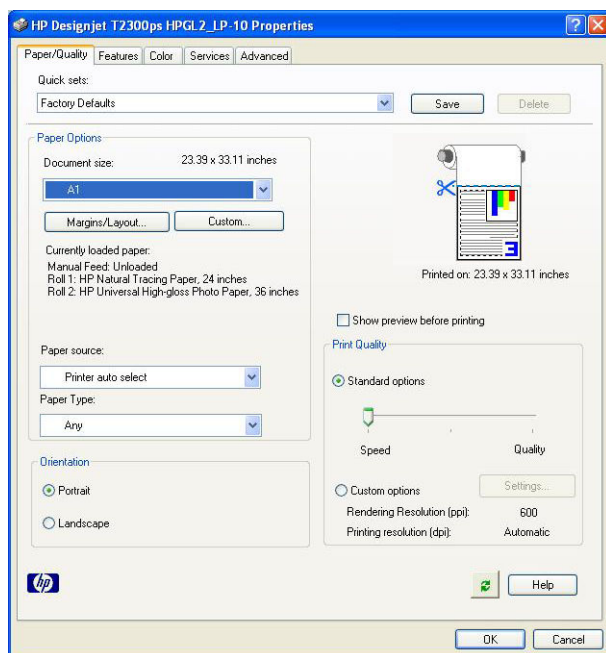 HP Designjet T2300ps HPGL2_LP-10 Properties
Paper/Quality Features Color Services Advanced
Quick sets:
Factory Defaults
Save
Delete
Paper Options
Document size: 23.39 x 33.11 inches
A1
Margins/Layout...
Custom...
Currently loaded paper:
Manual Feed: Unloaded
Roll 1: HP Natural Tracing Paper, 24 inches
Roll 2: HP Universal High-gloss Photo Paper, 36 inches
Paper source:
Printer auto select
Paper Type:
Any
Orientation
Portrait
Landscape
3
Printed on: 23.39 x 33.11 inches
Show preview before printing
Print Quality
Standard options
Speed Quality
Custom options
Settings...
Rendering Resolution (ppi): 600
Printing resolution (dpi): Automatic
hp
Help
OK
Cancel